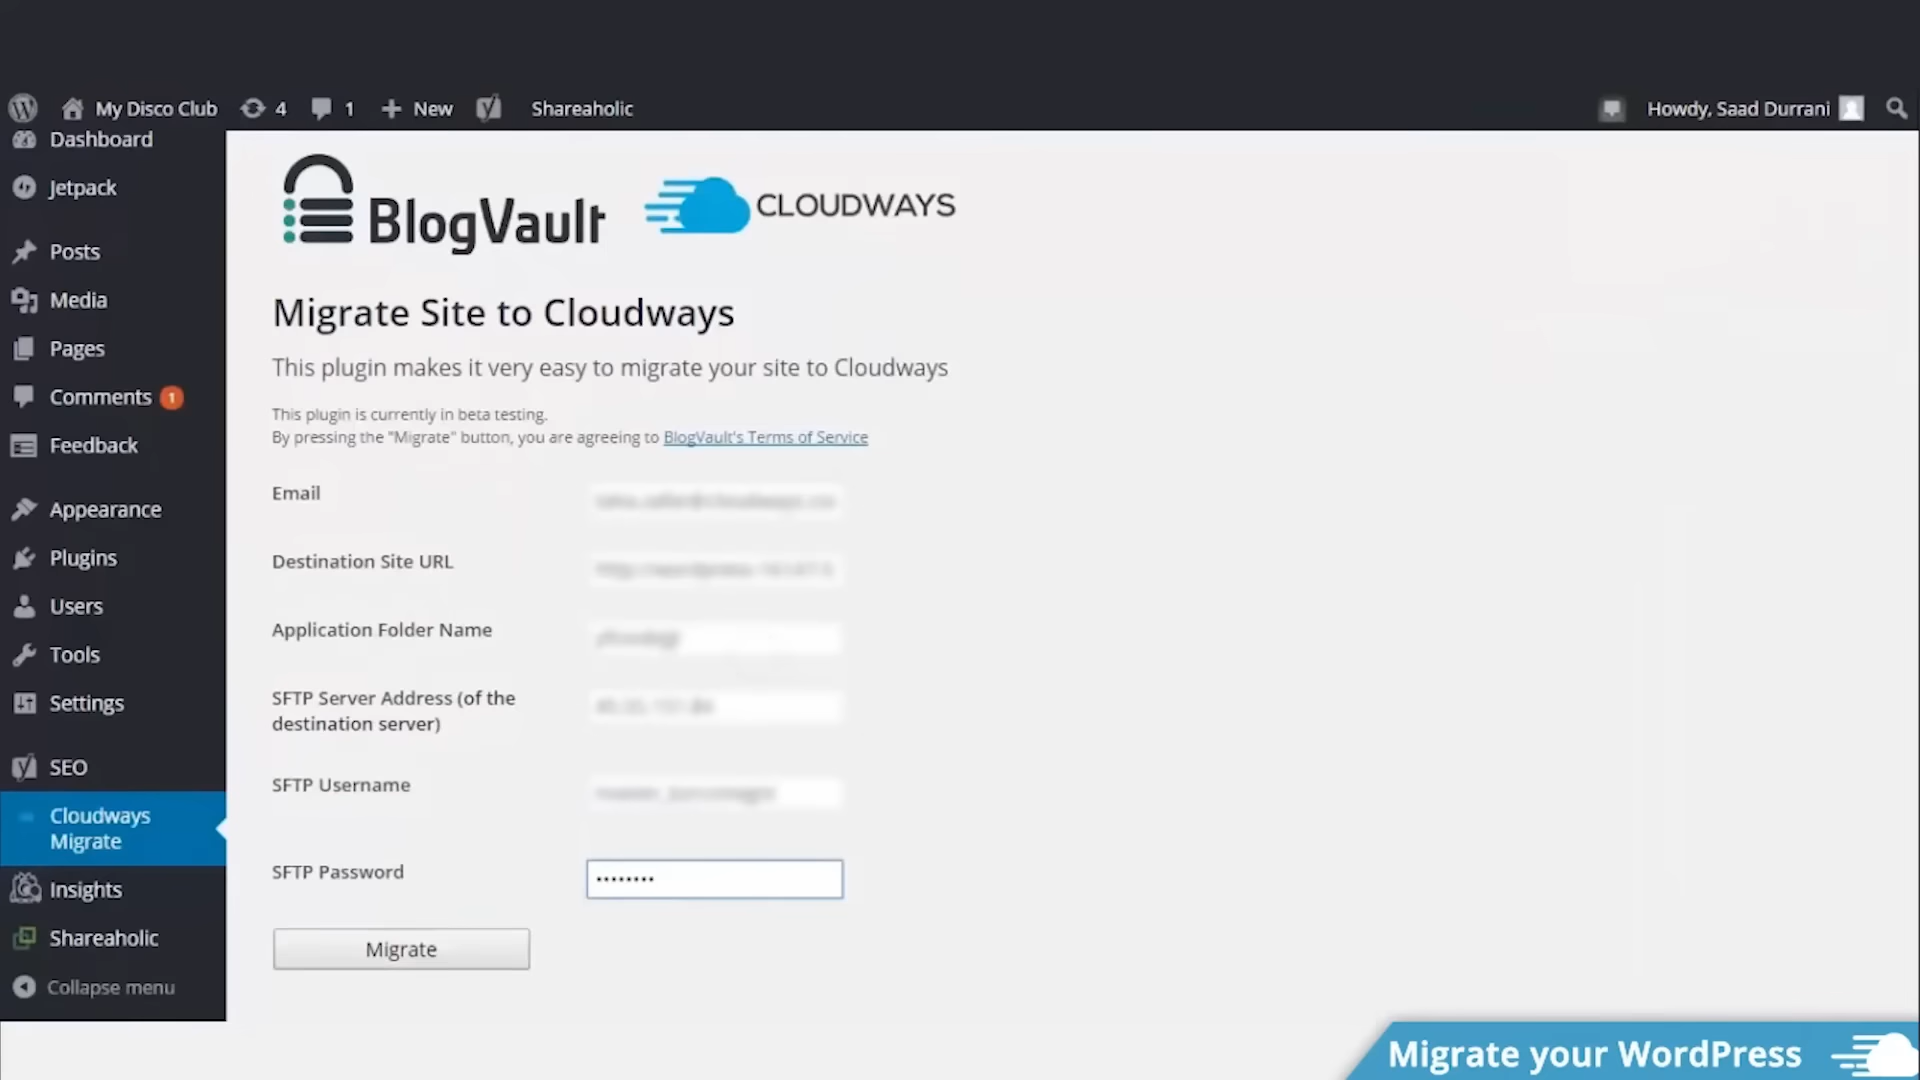 My Disco Club 4 1 New Shareaholic Howdy, Saad Durrani
Dashboard
Jetpack
Posts
Media
Pages
Comments 1
Feedback
Appearance
Plugins
Users
Tools
Settings
SEO
Cloudways
Migrate
Insights
Shareaholic
Collapse menu
BlogVault CLOUDWAYS
Migrate Site to Cloudways
This plugin makes it very easy to migrate your site to Cloudways
This plugin is currently in beta testing.
By pressing the "Migrate" button, you are agreeing to BlogVault's Terms of Service
Email
Destination Site URL
Application Folder Name
SFTP Server Address (of the
destination server)
SFTP Username
SFTP Password ••••••••
Migrate
Migrate your WordPress